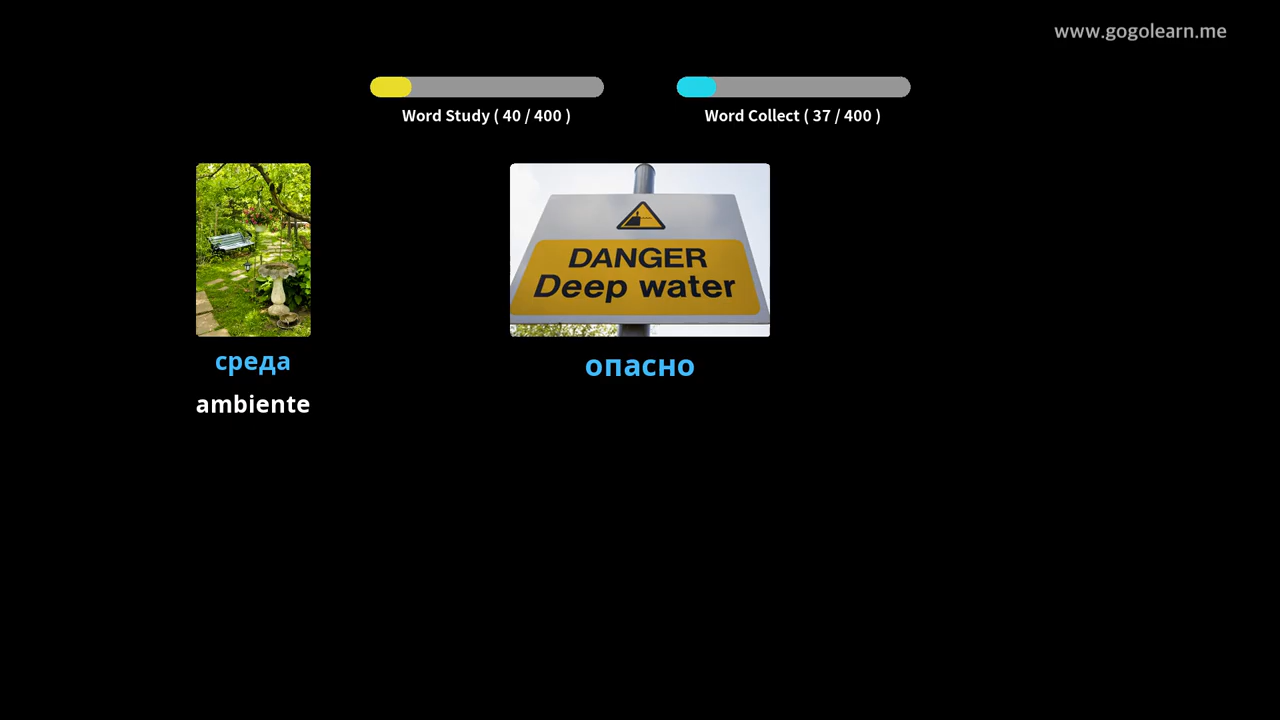 www.gogolearn.me
Word Study ( 40 / 400 )
Word Collect ( 37 / 400 )
DANGER
Deep water
среда
опасно
ambiente